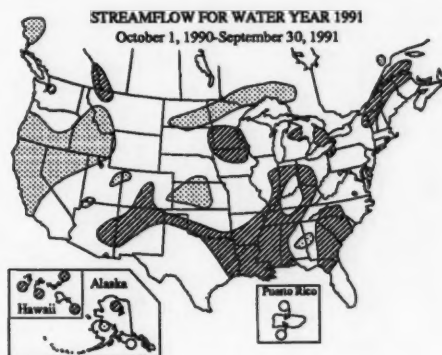 STREAMFLOW FOR WATER YEAR 1991
October 1, 1990-September 30, 1991
Alaska
Hawaii
Puerto Rico